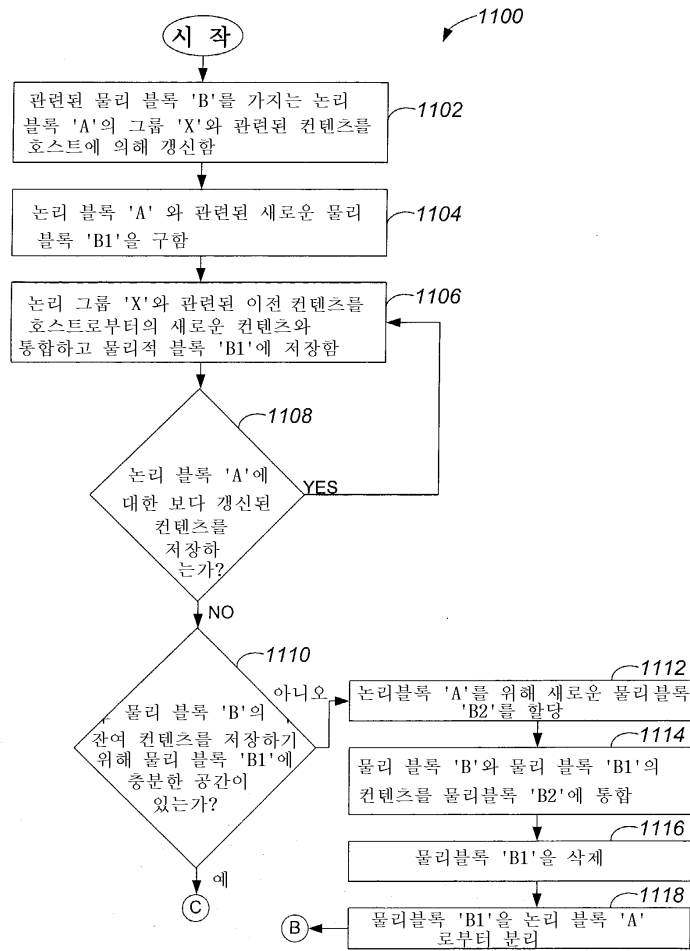 1100
시 작
관련된 물리 블록 'B'를 가지는 논리
블록 'A'의 그룹 'X'와 관련된 컨텐츠를
호스트에 의해 갱신함
1102
논리 블록 'A' 와 관련된 새로운 물리
블록 'B1'을 구함
1104
논리 그룹 'X'와 관련된 이전 컨텐츠를
호스트로부터의 새로운 컨텐츠와
통합하고 물리적 블록 'B1'에 저장함
1106
1108
논리 블록 'A'에
대한 보다 갱신된
컨텐츠를
저장하
는가?
YES
NO
1110
물리 블록 'B'의
잔여 컨텐츠를 저장하기
위해 물리 블록 'B1'에
충분한 공간이
있는가?
아니오
예
C
1112
논리블록 'A'를 위해 새로운 물리블록
'B2'를 할당
1114
물리 블록 'B'와 물리 블록 'B1'의
컨텐츠를 물리블록 'B2'에 통합
1116
물리블록 'B1'을 삭제
1118
물리블록 'B1'을 논리 블록 'A'
로부터 분리
B